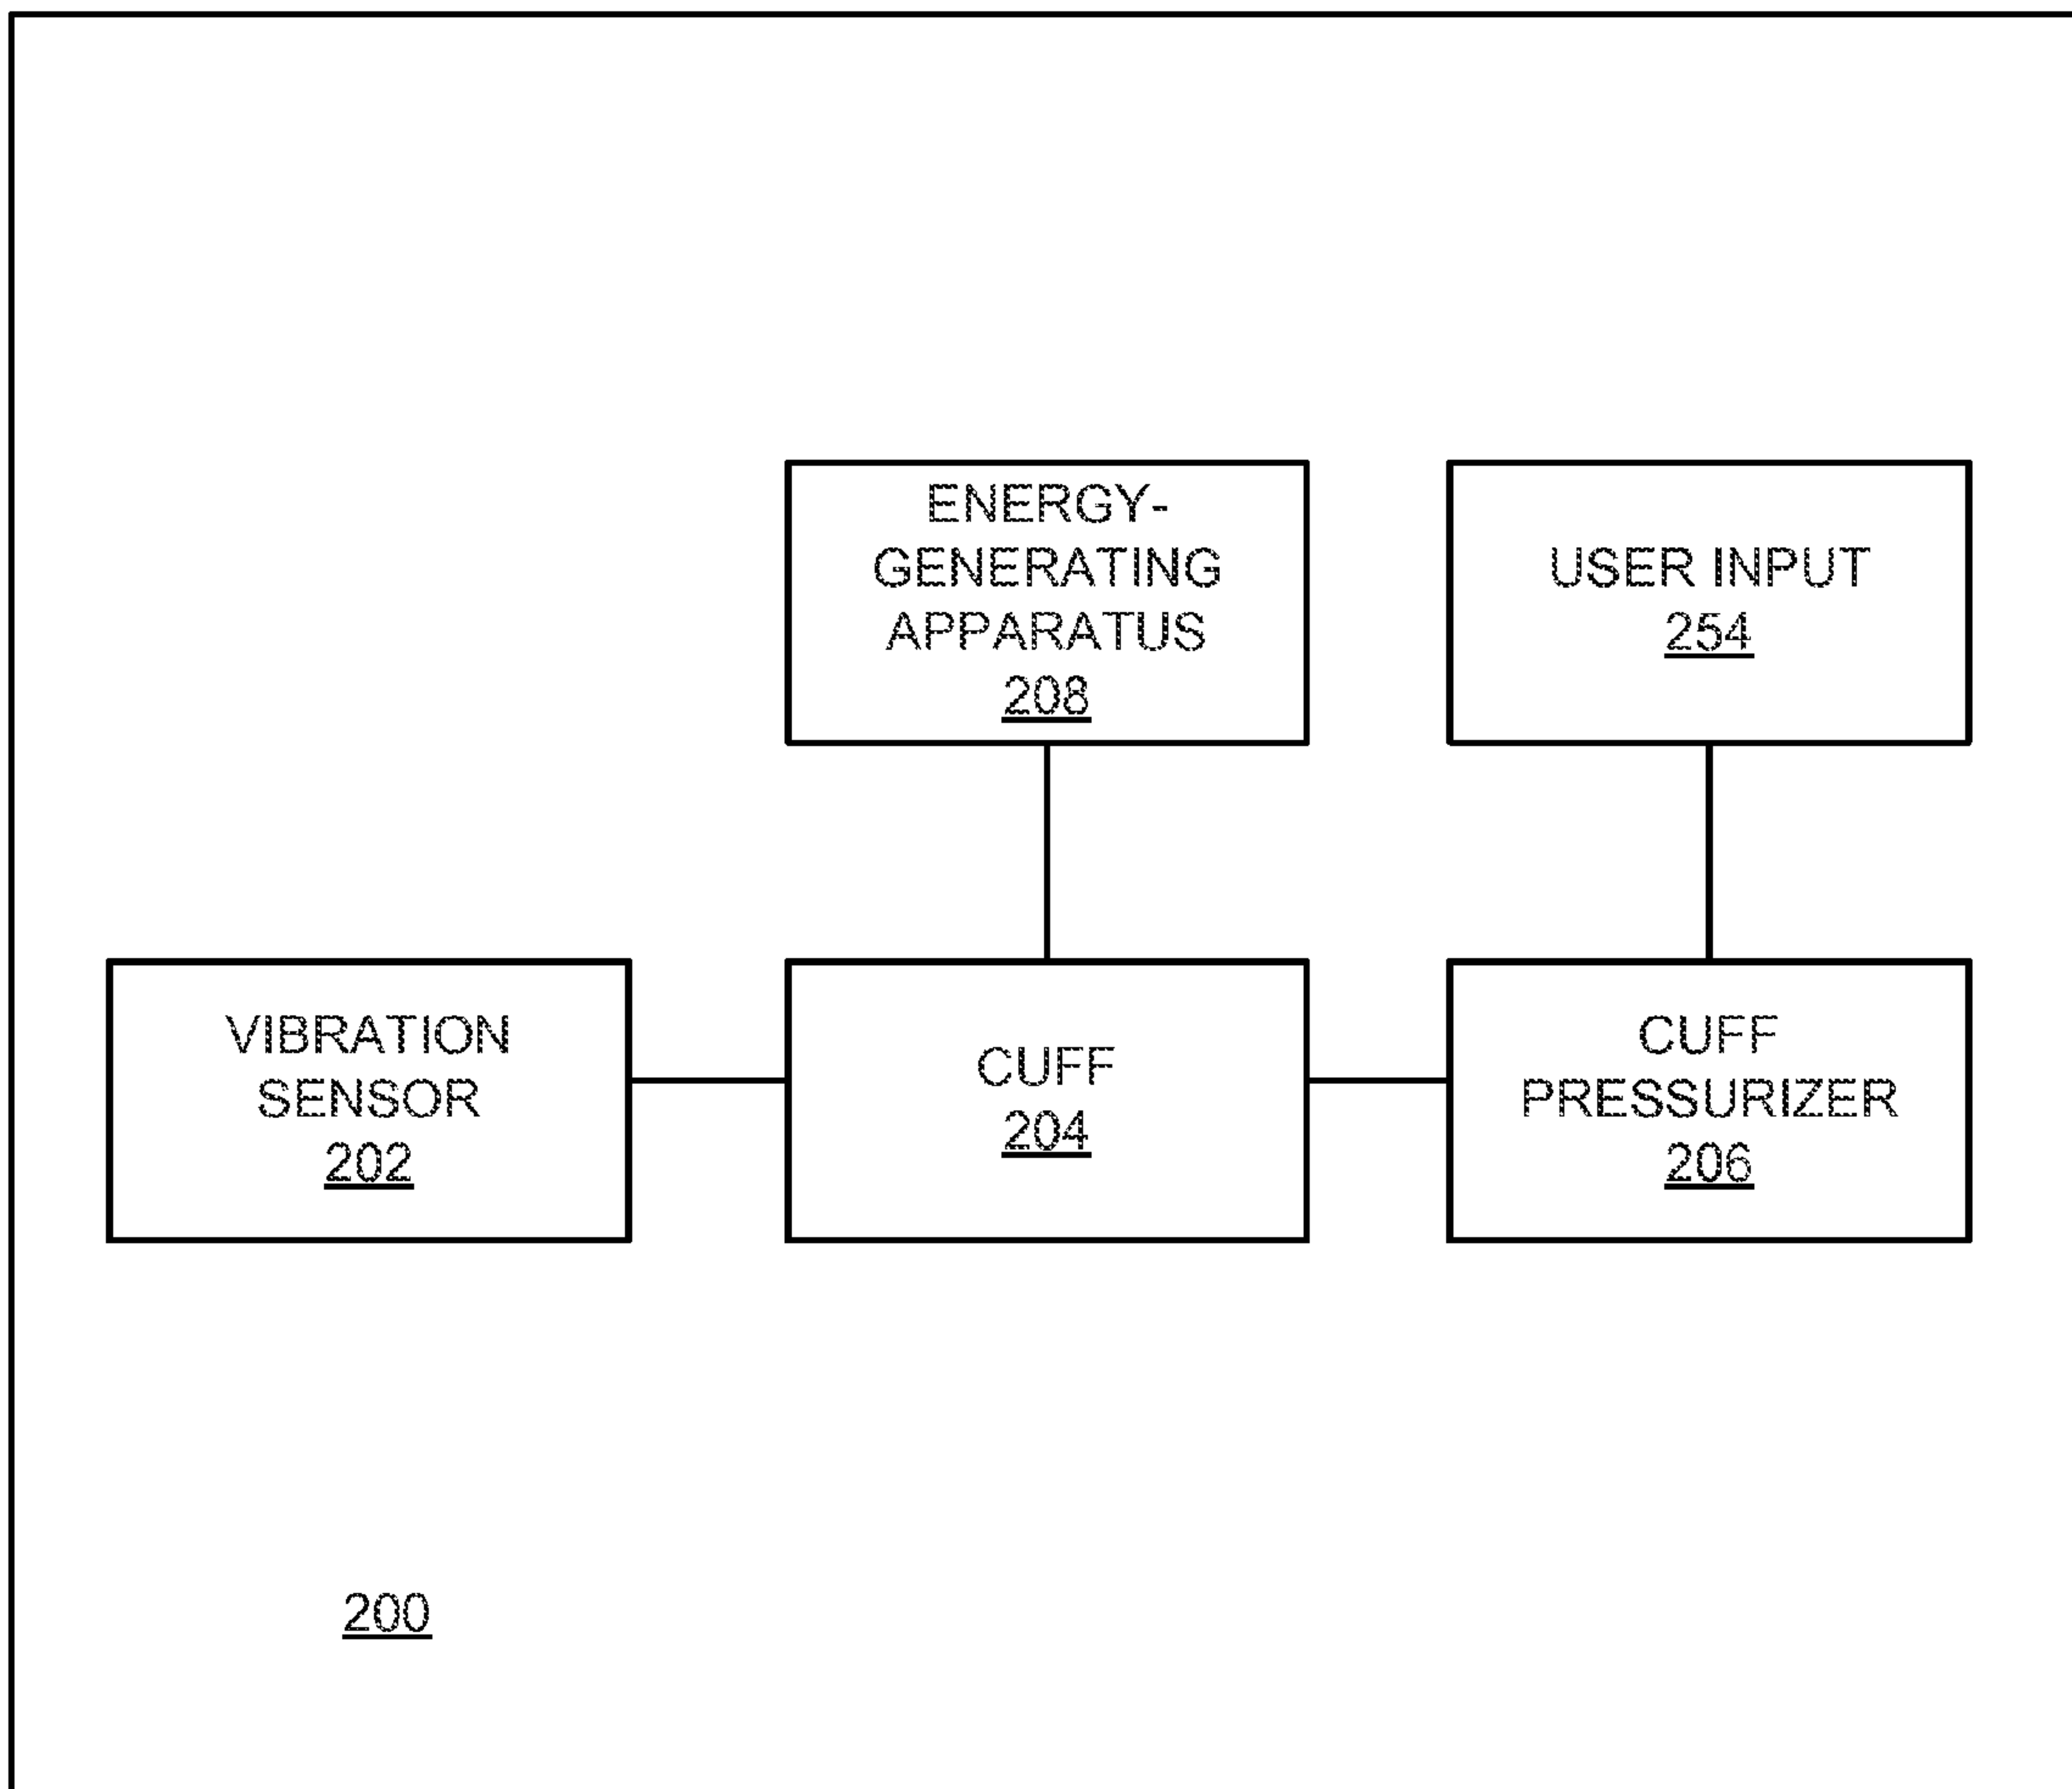 ENERGY-
GENERATING
APPARATUS
208
USER INPUT
254
VIBRATION
SENSOR
202
CUFF
204
CUFF
PRESSURIZER
206
200